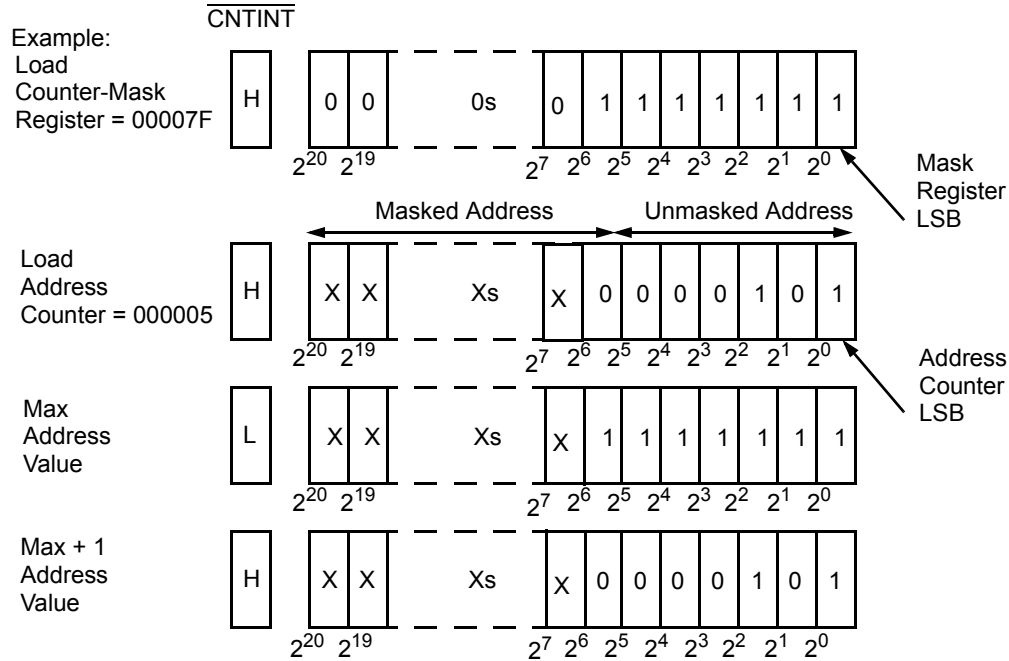 CNTINT
Example:
Load
Counter-Mask
Register = 00007F
H
0 0 0s 0 1 1 1 1 1 1 1
2^20 2^19 2^7 2^6 2^5 2^4 2^3 2^2 2^1 2^0
Mask
Register
LSB
Masked Address Unmasked Address
Load
Address
Counter = 000005
H
X X Xs X 0 0 0 0 1 0 1
2^20 2^19 2^7 2^6 2^5 2^4 2^3 2^2 2^1 2^0
Address
Counter
LSB
Max
Address
Value
L
X X Xs X 1 1 1 1 1 1 1
2^20 2^19 2^7 2^6 2^5 2^4 2^3 2^2 2^1 2^0
Max + 1
Address
Value
H
X X Xs X 0 0 0 0 1 0 1
2^20 2^19 2^7 2^6 2^5 2^4 2^3 2^2 2^1 2^0